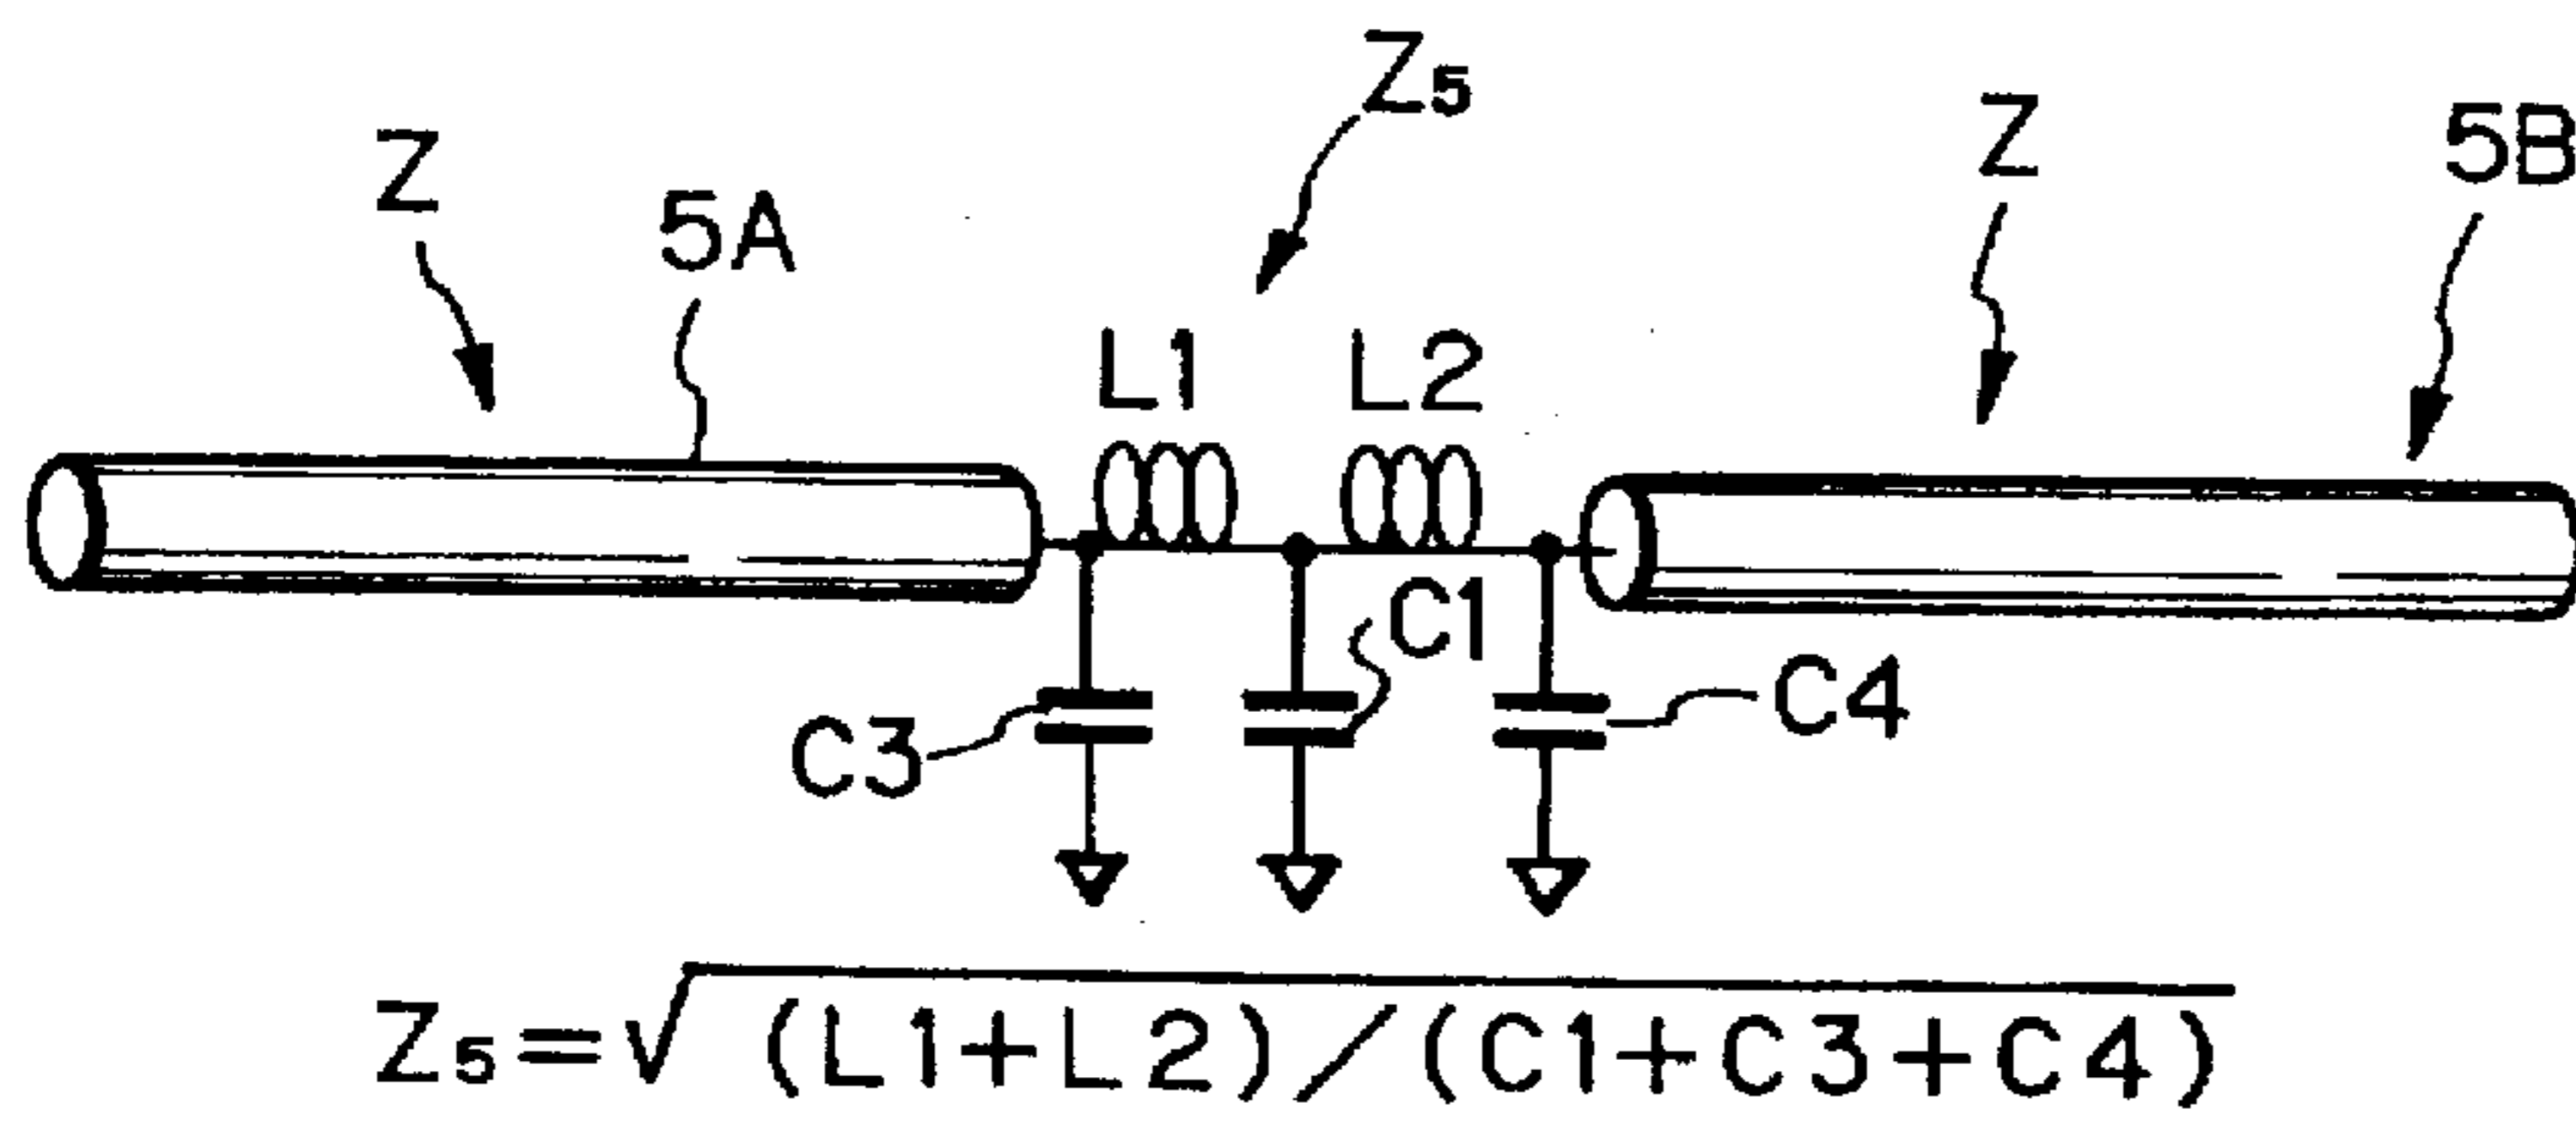 Z5
Z
Z
5B
5A
L1
L2
C1
C3
C4
Z5=√(L1+L2)/(C1+C3+C4)